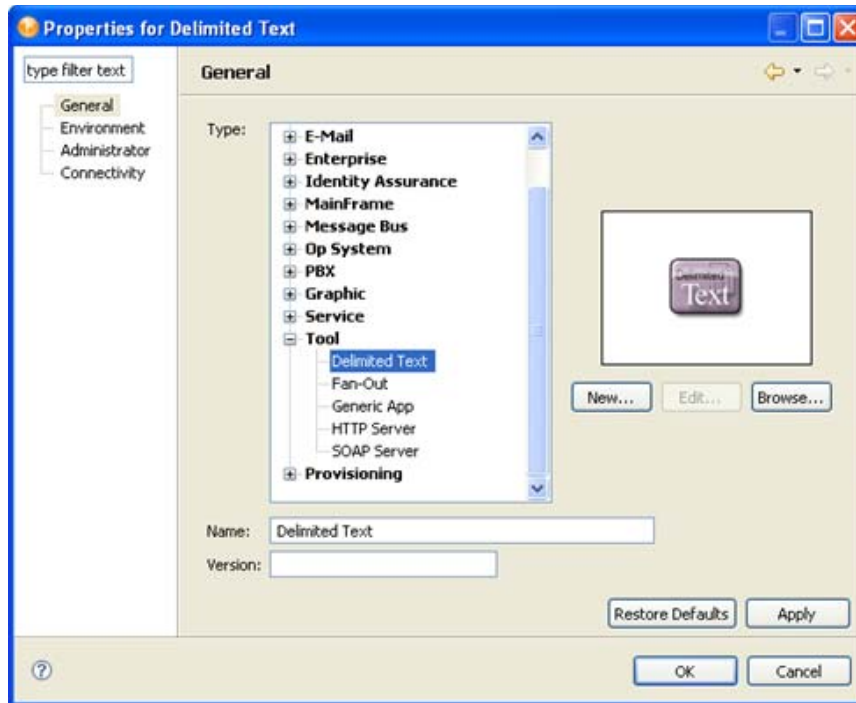 Properties for Delimited Text
type filter text
General
Environment
Administrator
Connectivity
General
Type:
E-Mail
Enterprise
Identity Assurance
MainFrame
Message Bus
Op System
PBX
Graphic
Service
Tool
Delimited Text
Fan-Out
Generic App
HTTP Server
SOAP Server
Provisioning
Delimited
Text
New...
Edit...
Browse...
Name:
Delimited Text
Version:
Restore Defaults
Apply
?
OK
Cancel